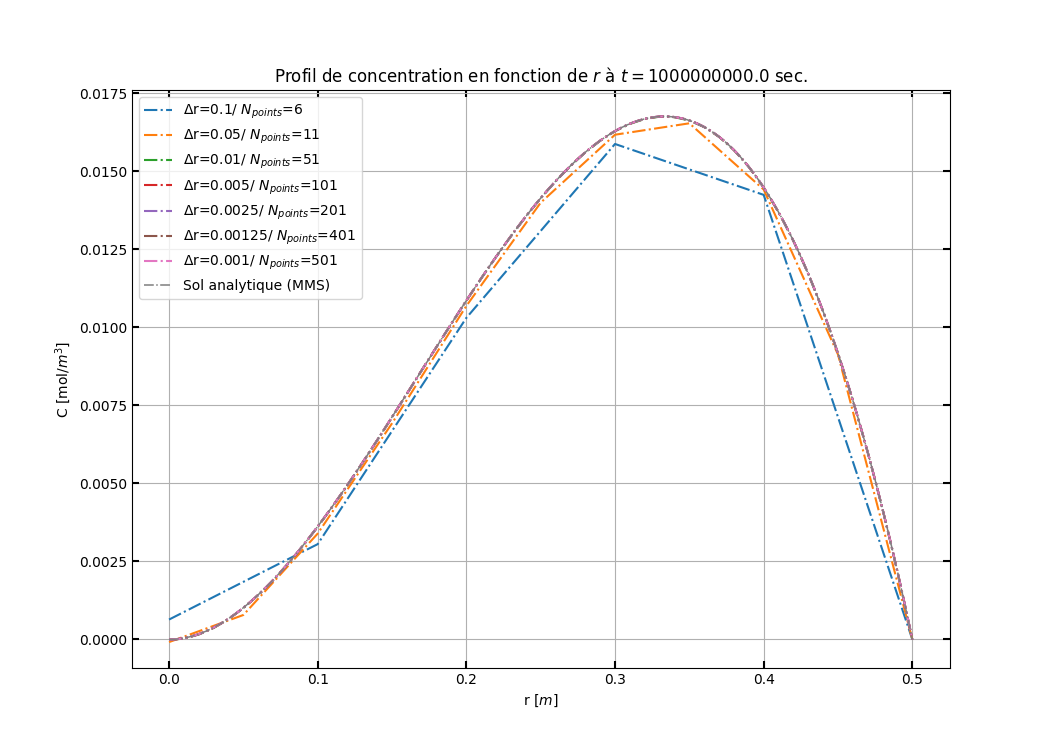 Profil de concentration en fonction de r à t = 1000000000.0 sec.
Δr=0.1/ N_points=6
Δr=0.05/ N_points=11
Δr=0.01/ N_points=51
Δr=0.005/ N_points=101
Δr=0.0025/ N_points=201
Δr=0.00125/ N_points=401
Δr=0.001/ N_points=501
Sol analytique (MMS)
C [mol/m³]
0.0175
0.0150
0.0125
0.0100
0.0075
0.0050
0.0025
0.0000
0.0 0.1 0.2 0.3 0.4 0.5
r [m]